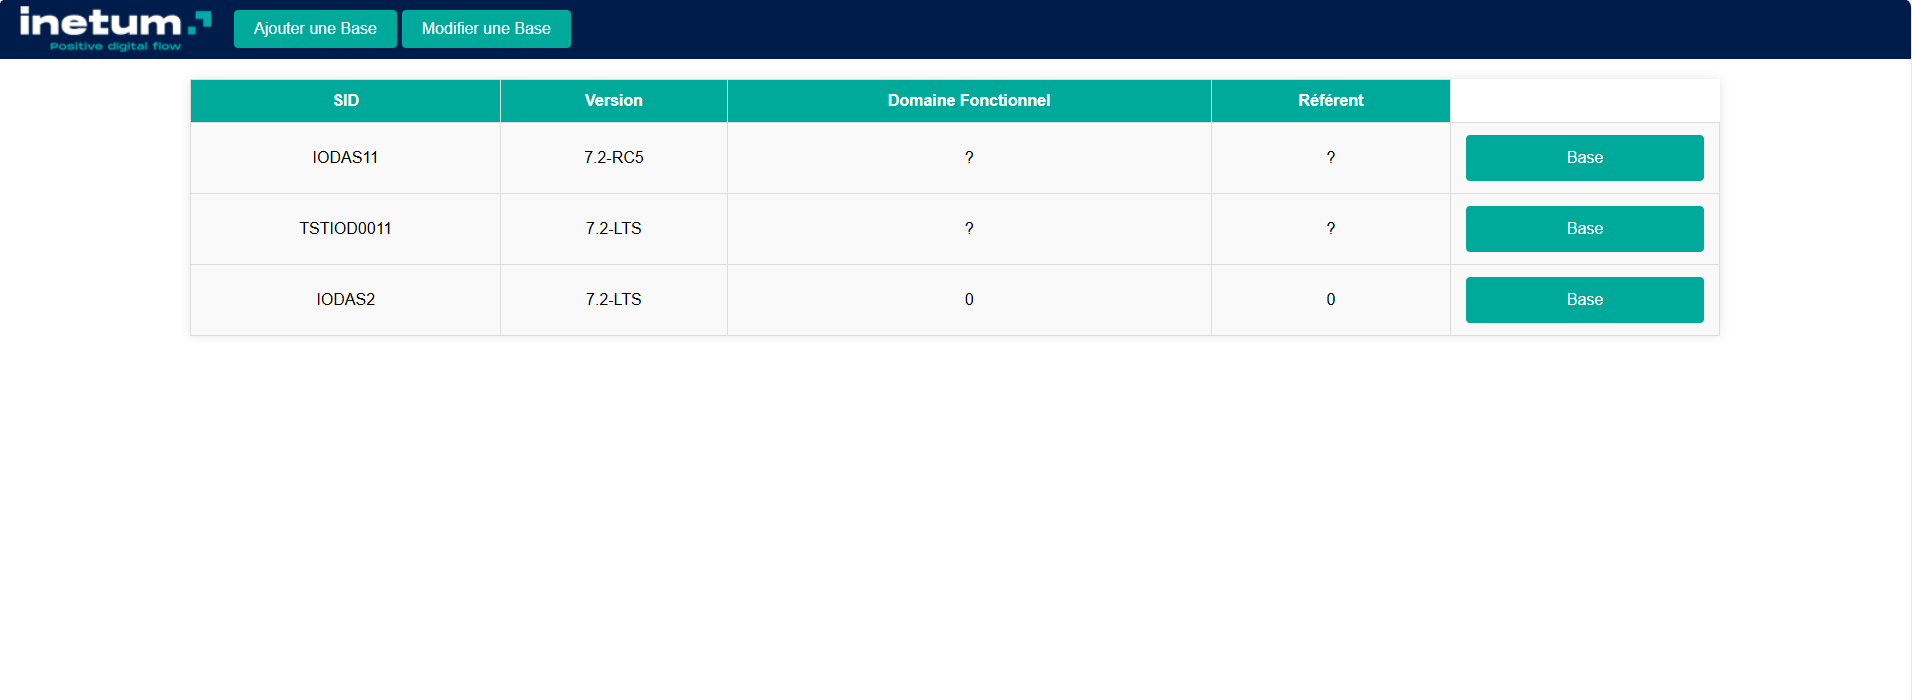 inetum
Positive digital flow
Ajouter une Base Modifier une Base
SID Version Domaine Fonctionnel Référent
IODAS11 7.2-RC5 ? ? Base
TSTIOD0011 7.2-LTS ? ? Base
IODAS2 7.2-LTS 0 0 Base